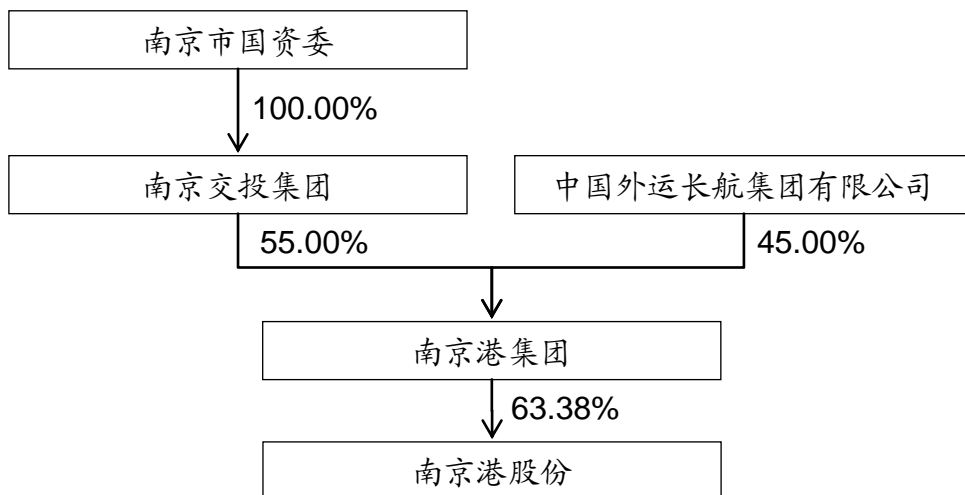 南京市国资委
100.00%
南京交投集团
中国外运长航集团有限公司
55.00%
45.00%
南京港集团
63.38%
南京港股份